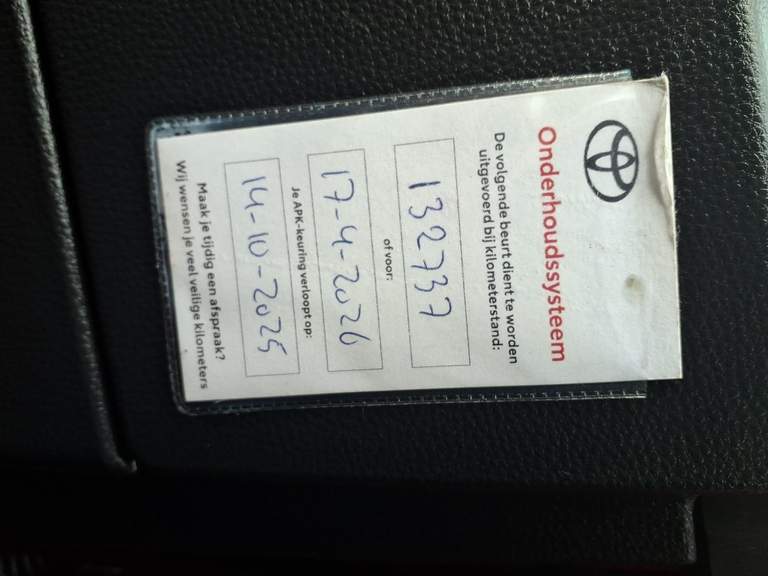 Onderhoudssysteem
De volgende beurt dient te worden
uitgevoerd bij kilometerstand:
132737
of voor:
17-4-2026
Je APK-keuring verloopt op:
14-10-2025
Maak je tijdig een afspraak?
Wij wensen je veel veilige kilometers